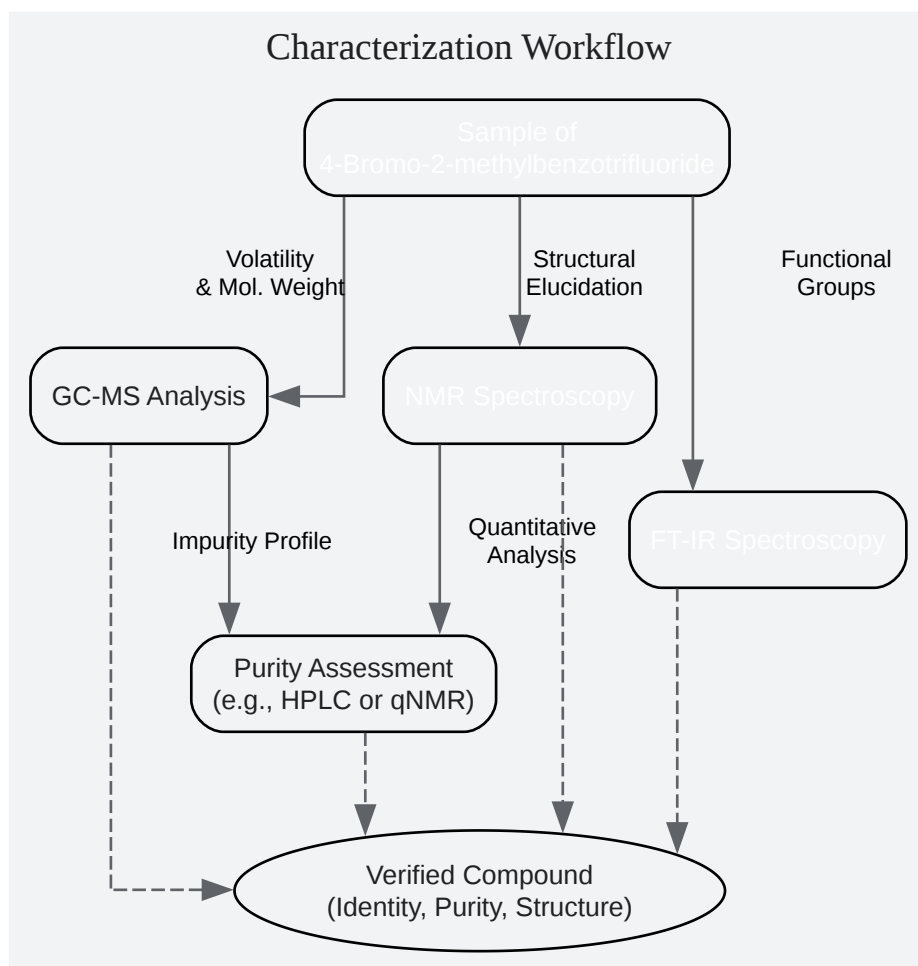 Characterization Workflow
Sample of
4-Bromo-2-methylbenzotrifluoride
Volatility
& Mol. Weight
Structural
Elucidation
Functional
Groups
GC-MS Analysis
NMR Spectroscopy
Impurity Profile
Quantitative
Analysis
FT-IR Spectroscopy
Purity Assessment
(e.g., HPLC or qNMR)
Verified Compound
(Identity, Purity, Structure)